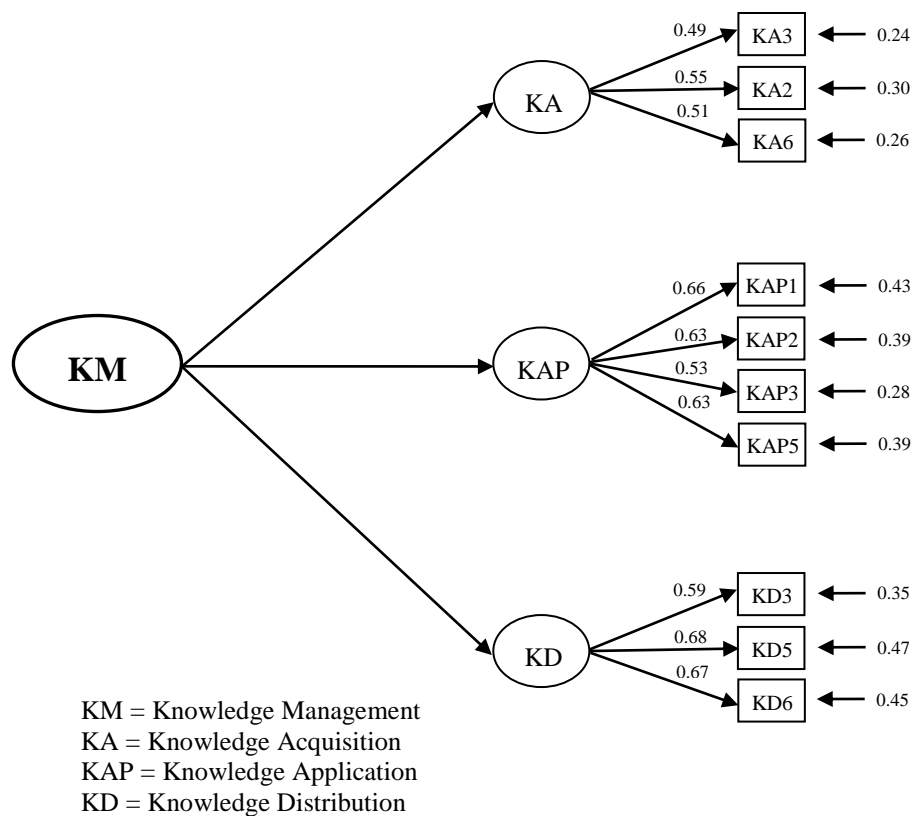 0.49 KA3 0.24
0.55 KA2 0.30
KA
0.51 KA6 0.26
0.66 KAP1 0.43
0.63 KAP2 0.39
KM
KAP
0.53 KAP3 0.28
0.63 KAP5 0.39
0.59 KD3 0.35
0.68 KD5 0.47
KD
0.67 KD6 0.45
KM = Knowledge Management
KA = Knowledge Acquisition
KAP = Knowledge Application
KD = Knowledge Distribution